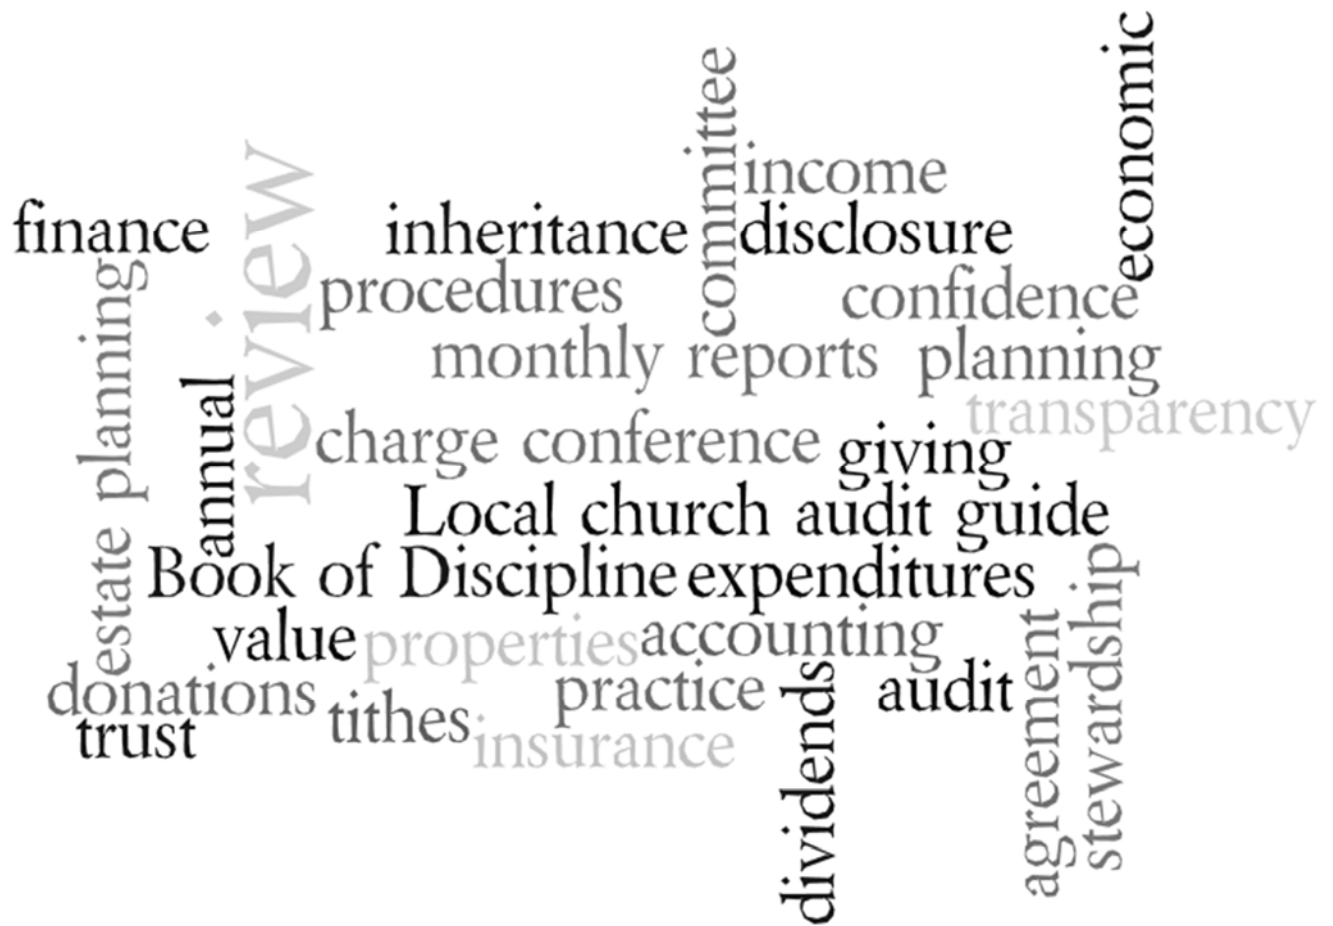 economic
committee
income
review
finance
inheritance
disclosure
procedures
confidence
estate planning
monthly reports
planning
annual
transparency
charge conference
giving
Local church audit guide
Book of Discipline
expenditures
stewardship
value
properties
accounting
agreement
donations
practice
audit
dividends
tithes
trust
insurance